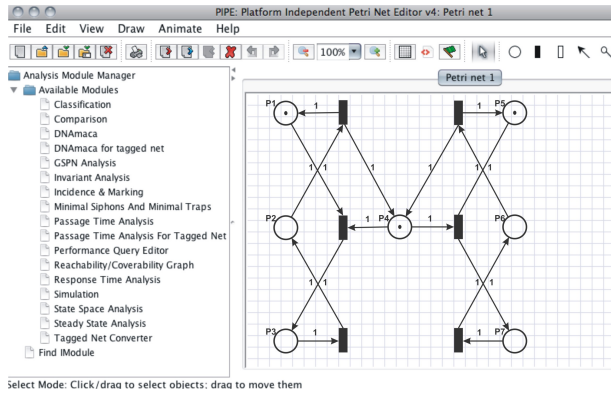 PIPE: Platform Independent Petri Net Editor v4: Petri net 1
File Edit View Draw Animate Help
100%
Analysis Module Manager
Available Modules
Classification
Comparison
DNAmaca
DNAmaca for tagged net
GSPN Analysis
Invariant Analysis
Incidence & Marking
Minimal Siphons And Minimal Traps
Passage Time Analysis
Passage Time Analysis For Tagged Net
Performance Query Editor
Reachability/Coverability Graph
Response Time Analysis
Simulation
State Space Analysis
Steady State Analysis
Tagged Net Converter
Find IModule
Petri net 1
P1 1 1 P5
1 1 1 1 1 1
P2 1 P4 1 P6
1 1 1 1
P3 1 1 P7
Select Mode: Click/drag to select objects; drag to move them